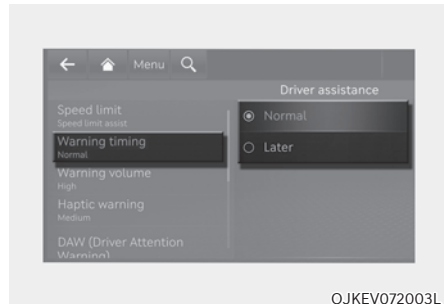 Menu
Driver assistance
Speed limit
Speed limit assist
Warning timing
Normal
Warning volume
High
Haptic warning
Medium
DAW (Driver Attention
Warning)
Normal
Later
OJKEV072003L